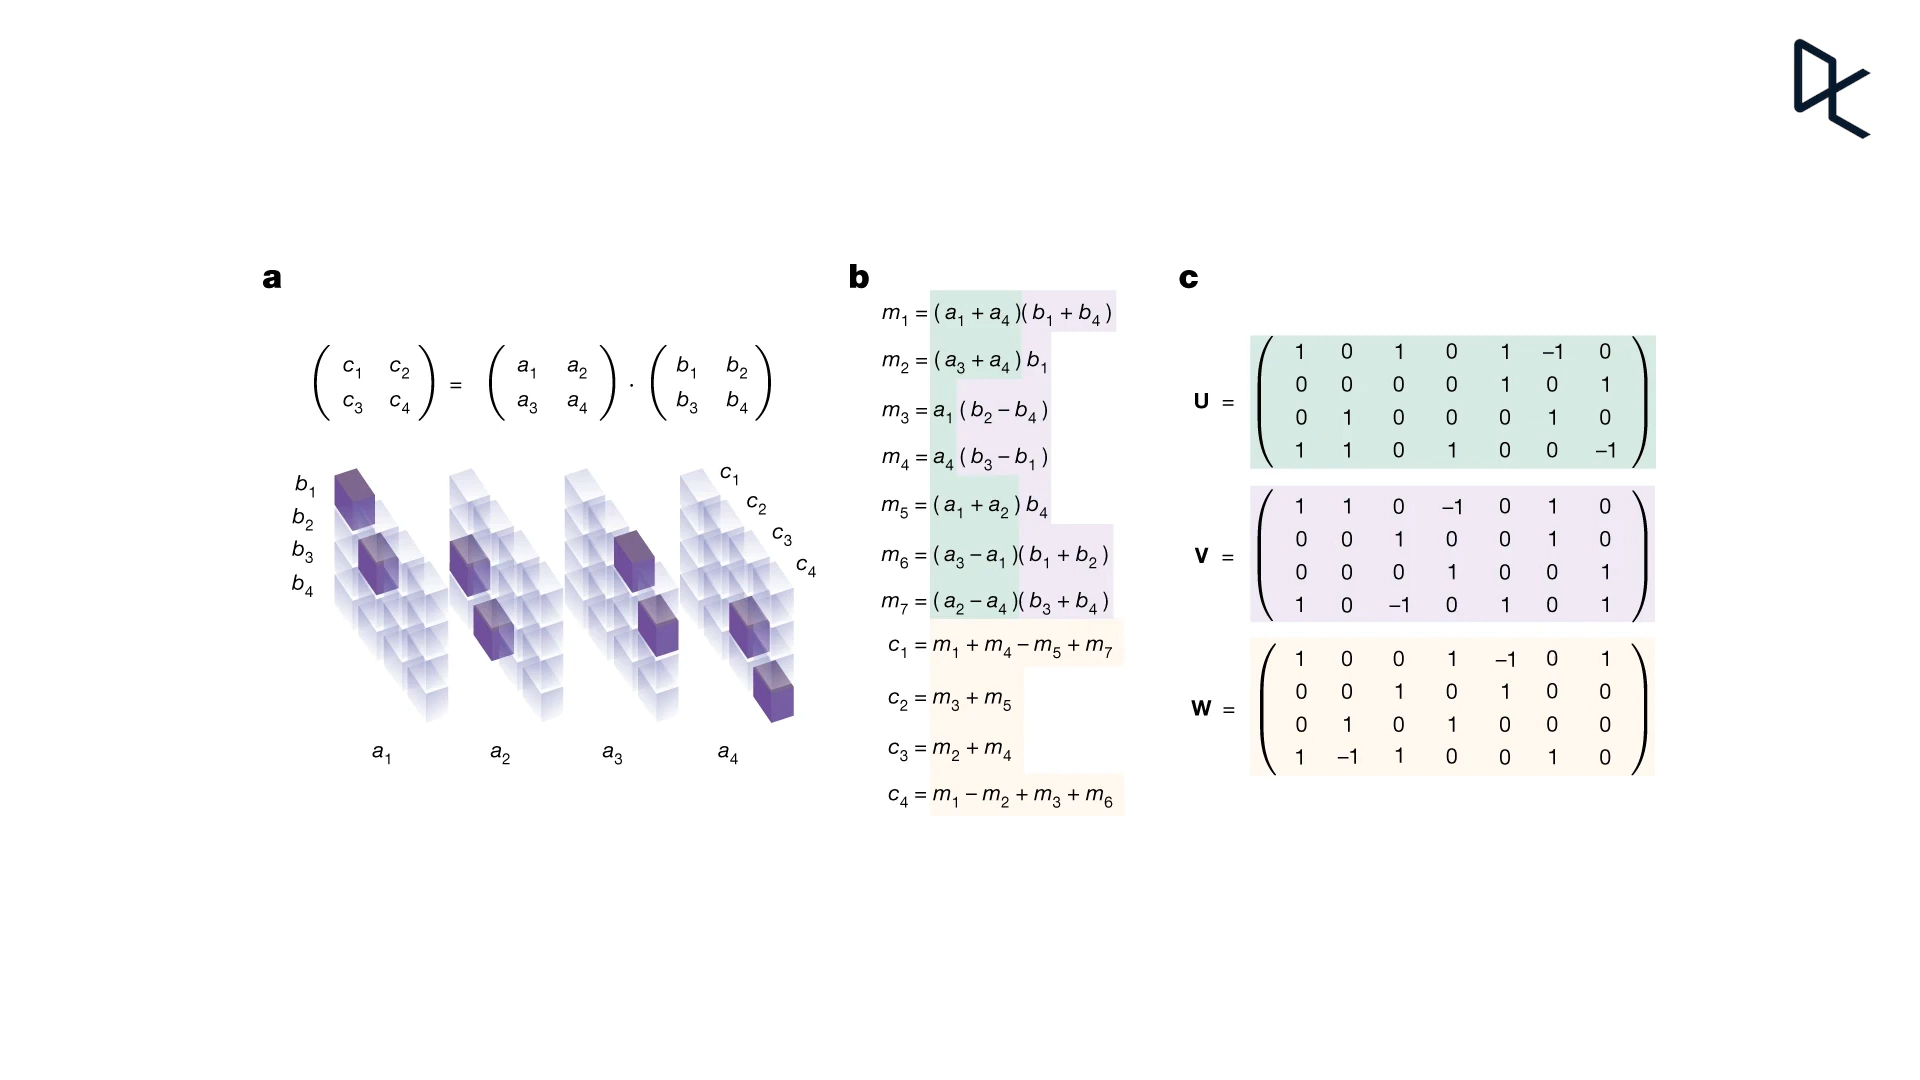 a
( c₁ c₂ ) = ( a₁ a₂ ) · ( b₁ b₂ )
( c₃ c₄ ) ( a₃ a₄ ) ( b₃ b₄ )
b₁
b₂
b₃
b₄
c₁
c₂
c₃
c₄
a₁ a₂ a₃ a₄
b
m₁ = (a₁ + a₄)(b₁ + b₄)
m₂ = (a₃ + a₄) b₁
m₃ = a₁ (b₂ − b₄)
m₄ = a₄ (b₃ − b₁)
m₅ = (a₁ + a₂) b₄
m₆ = (a₃ − a₁)(b₁ + b₂)
m₇ = (a₂ − a₄)(b₃ + b₄)
c₁ = m₁ + m₄ − m₅ + m₇
c₂ = m₃ + m₅
c₃ = m₂ + m₄
c₄ = m₁ − m₂ + m₃ + m₆
c
U =
1 0 1 0 1 −1 0
0 0 0 0 1 0 1
0 1 0 0 0 1 0
1 1 0 1 0 0 −1
V =
1 1 0 −1 0 1 0
0 0 1 0 0 1 0
0 0 0 1 0 0 1
1 0 −1 0 1 0 1
W =
1 0 0 1 −1 0 1
0 0 1 0 1 0 0
0 1 0 1 0 0 0
1 −1 1 0 0 1 0